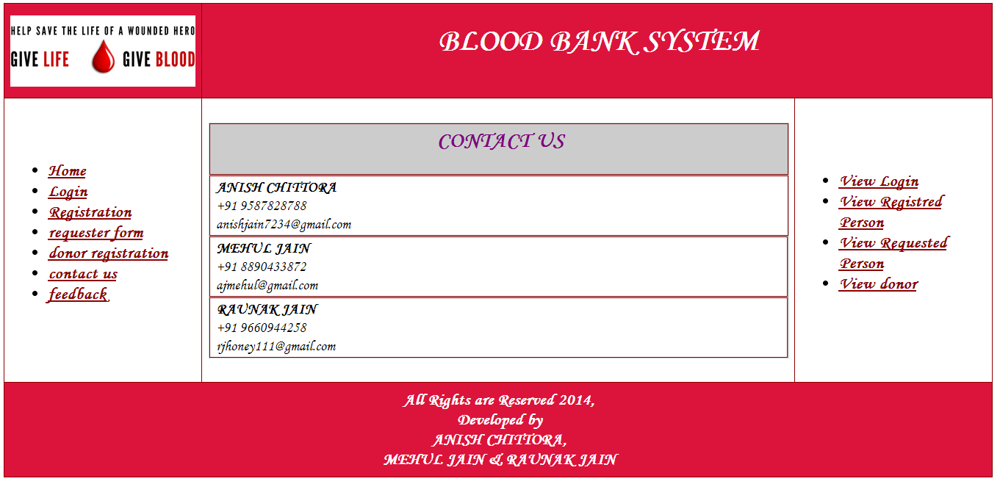 HELP SAVE THE LIFE OF A WOUNDED HERO
GIVE LIFE GIVE BLOOD
BLOOD BANK SYSTEM
Home
Login
Registration
requester form
donor registration
contact us
feedback
CONTACT US
ANISH CHITTORA
+91 9587828788
anishjain7234@gmail.com
MEHUL JAIN
+91 8890433872
ajmehul@gmail.com
RAUNAK JAIN
+91 9660944258
rjhoney111@gmail.com
View Login
View Registred
Person
View Requested
Person
View donor
All Rights are Reserved 2014,
Developed by
ANISH CHITTORA,
MEHUL JAIN & RAUNAK JAIN